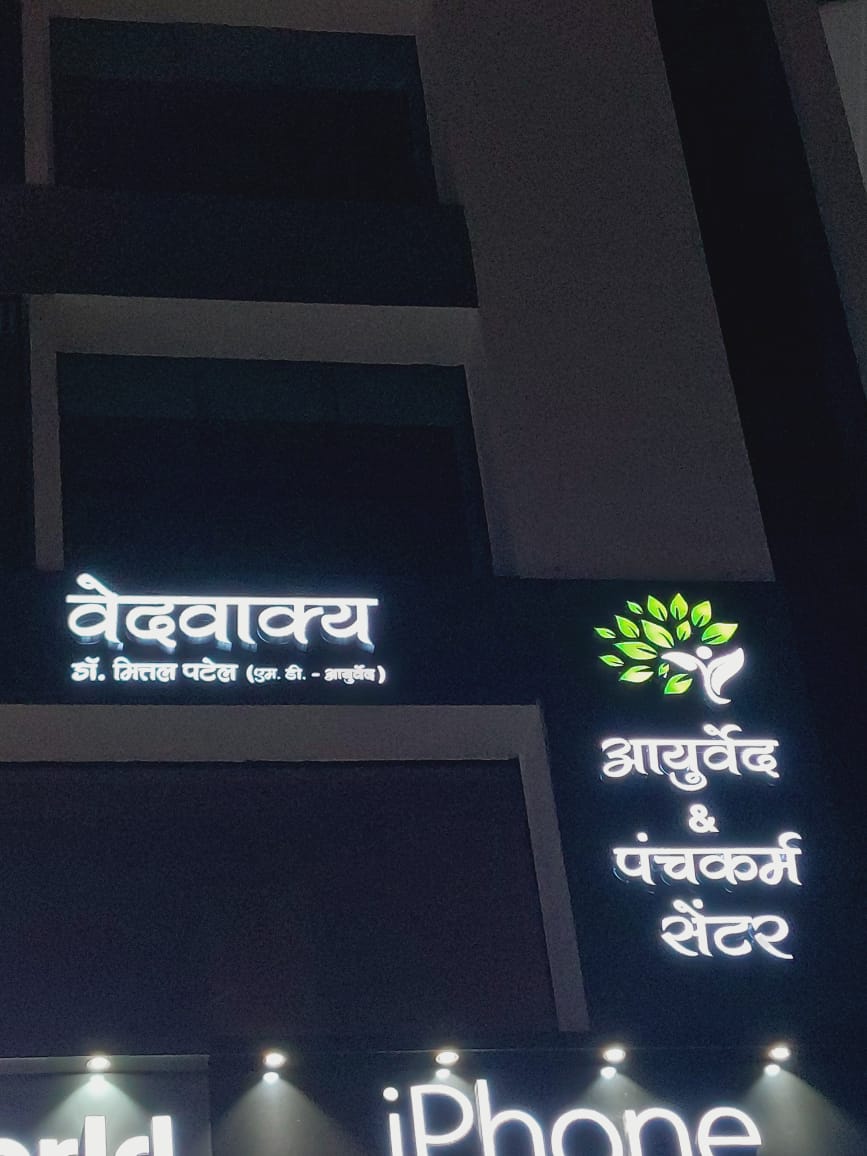 वेदवाक्य
डॉ. मित्तल पटेल (एम. डी. - आयुर्वेद)
आयुर्वेद
&
पंचकर्म
सेंटर
iPhone